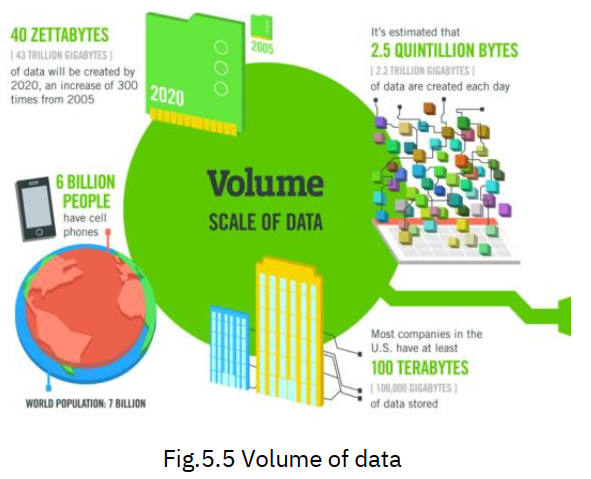 40 ZETTABYTES
[ 43 TRILLION GIGABYTES ]
of data will be created by
2020, an increase of 300
times from 2005
2020
2005
It's estimated that
2.5 QUINTILLION BYTES
[ 2.3 TRILLION GIGABYTES ]
of data are created each day
6 BILLION
PEOPLE
have cell
phones
Volume
SCALE OF DATA
WORLD POPULATION: 7 BILLION
Most companies in the
U.S. have at least
100 TERABYTES
[ 100,000 GIGABYTES ]
of data stored
Fig.5.5 Volume of data